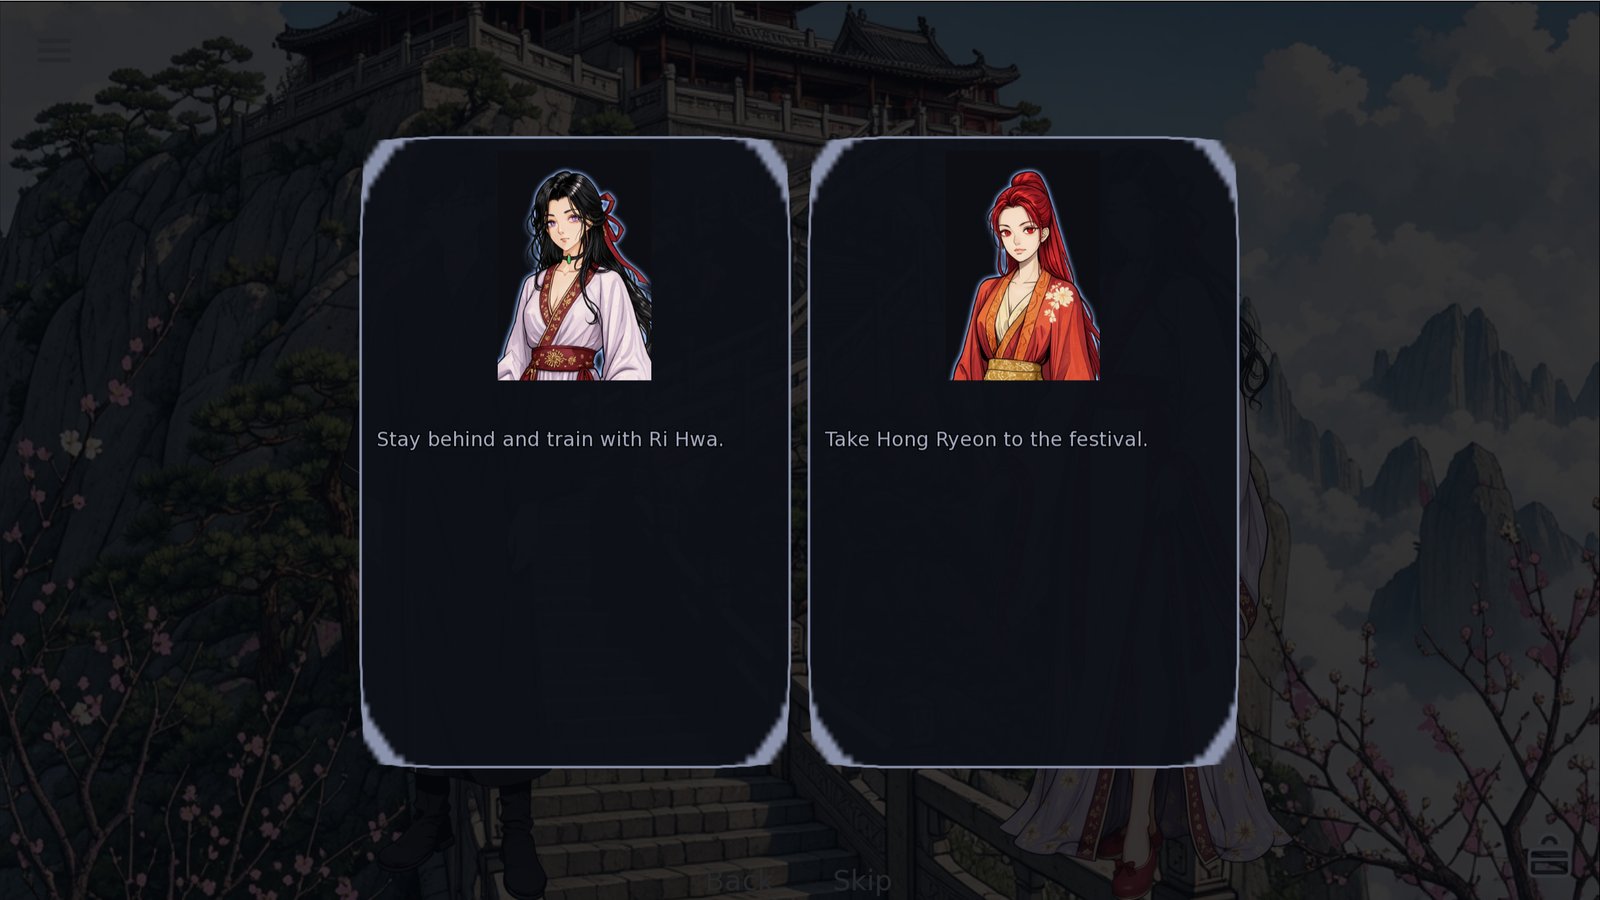 Stay behind and train with Ri Hwa.
Take Hong Ryeon to the festival.
Back
Skip